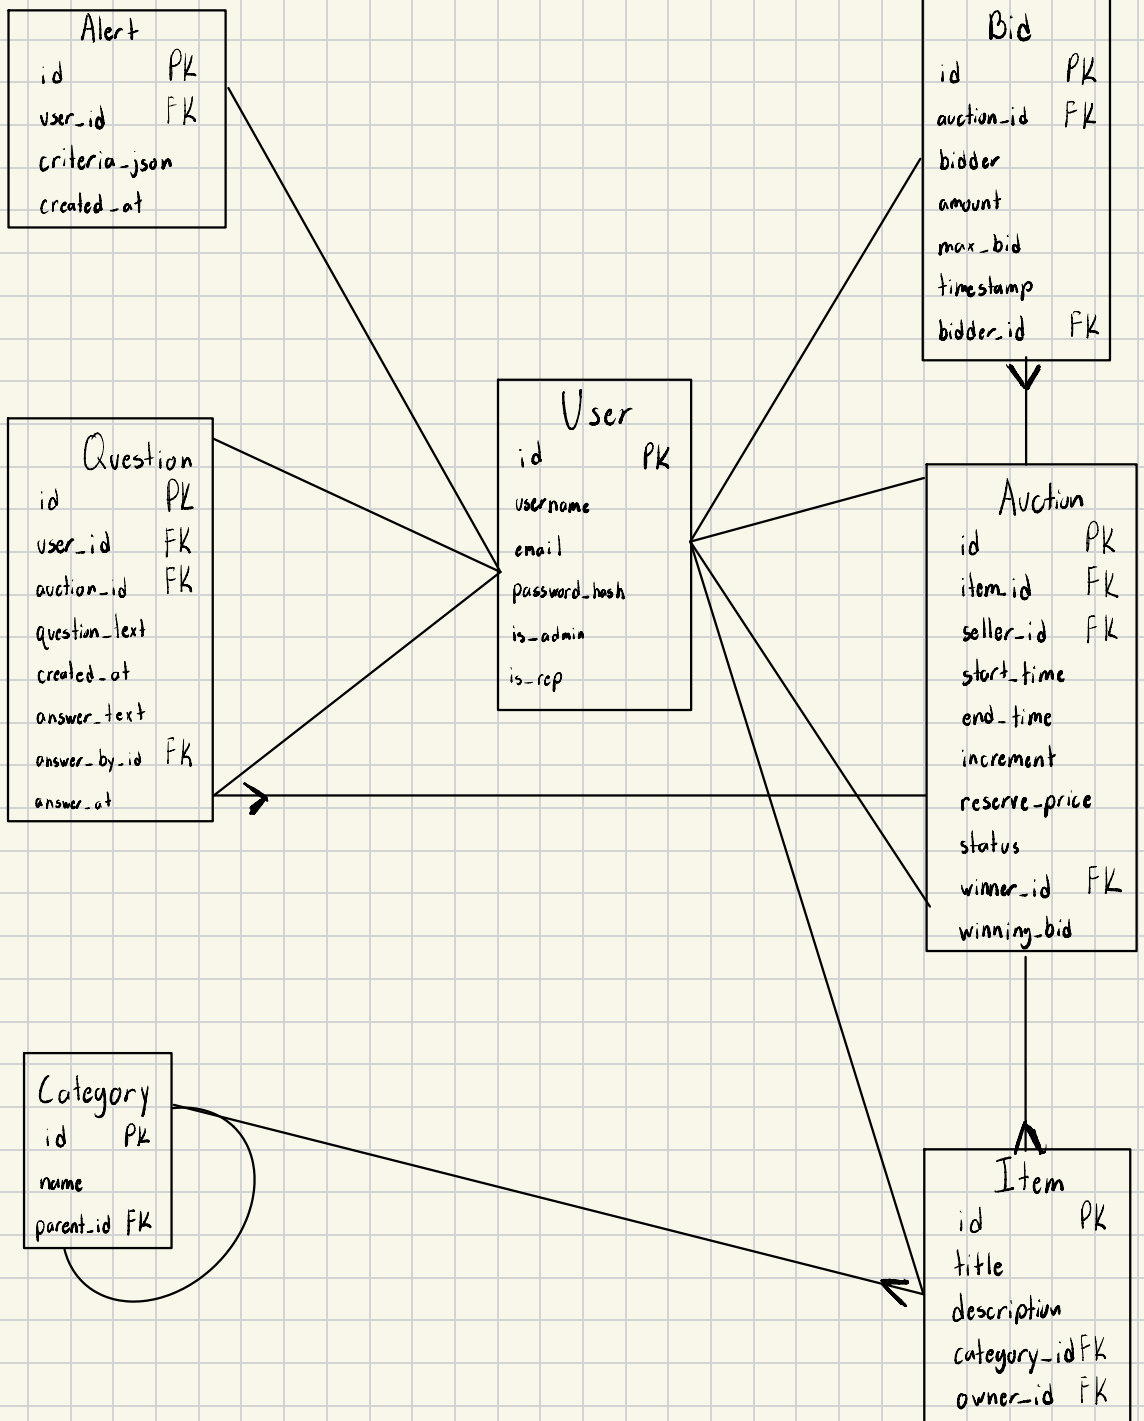 Alert
id PK
user_id FK
criteria_json
created_at
Bid
id PK
auction_id FK
bidder
amount
max_bid
timestamp
bidder_id FK
Question
id PK
user_id FK
auction_id FK
question_text
created_at
answer_text
answer_by_id FK
answer_at
User
id PK
username
email
password_hash
is_admin
is_rep
Auction
id PK
item_id FK
seller_id FK
start_time
end_time
increment
reserve_price
status
winner_id FK
winning_bid
Category
id PK
name
parent_id FK
Item
id PK
title
description
category_id FK
owner_id FK